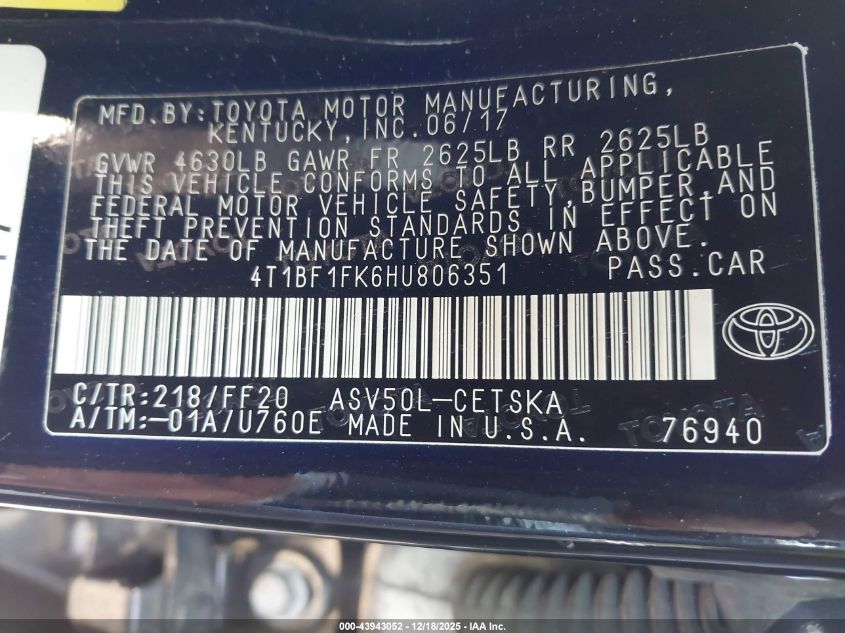 MFD.BY:TOYOTA MOTOR MANUFACTURING,
KENTUCKY, INC. 06/17
GVWR 4630LB GAWR FR 2625LB RR 2625LB
THIS VEHICLE CONFORMS TO ALL APPLICABLE
FEDERAL MOTOR VEHICLE SAFETY, BUMPER, AND
THEFT PREVENTION STANDARDS IN EFFECT ON
THE DATE OF MANUFACTURE SHOWN ABOVE.
4T1BF1FK6HU806351 PASS.CAR
C/TR:218/FF20 ASV50L-CETSKA
A/TM:-01A/U760E MADE IN U.S.A. 76940
000-43943052 — 12/18/2025 — IAA Inc.